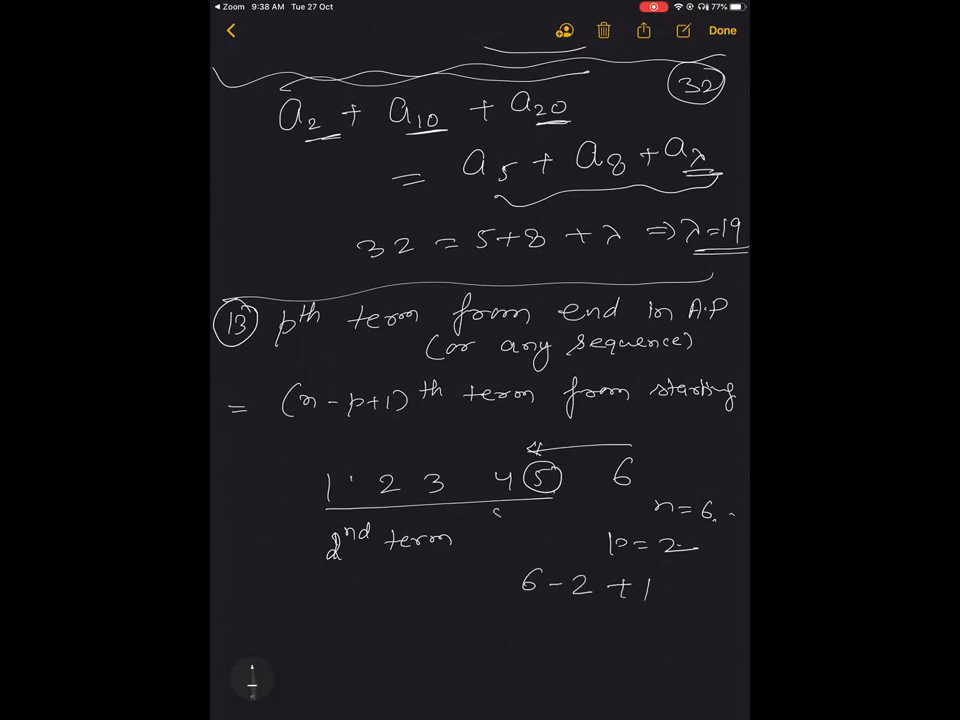 Zoom 9:38 AM Tue 27 Oct 77%
Done
32
a₂ + a₁₀ + a₂₀
= a₅ + a₈ + a_λ
32 = 5+8 + λ ⇒ λ=19
13 pth term from end in A.P
(or any sequence)
= (n - p+1)th term from starting
1 2 3 4 5 6
n = 6
2nd term
p = 2
6 - 2 + 1